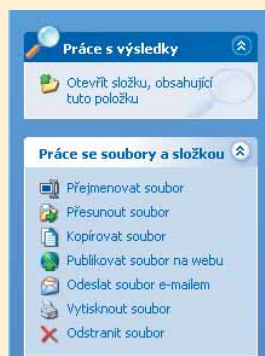 Práce s výsledky
Otevřít složku, obsahující
tuto položku
Práce se soubory a složkou
Přejmenovat soubor
Přesunout soubor
Kopírovat soubor
Publikovat soubor na webu
Odeslat soubor e-mailem
Vytisknout soubor
Odstranit soubor